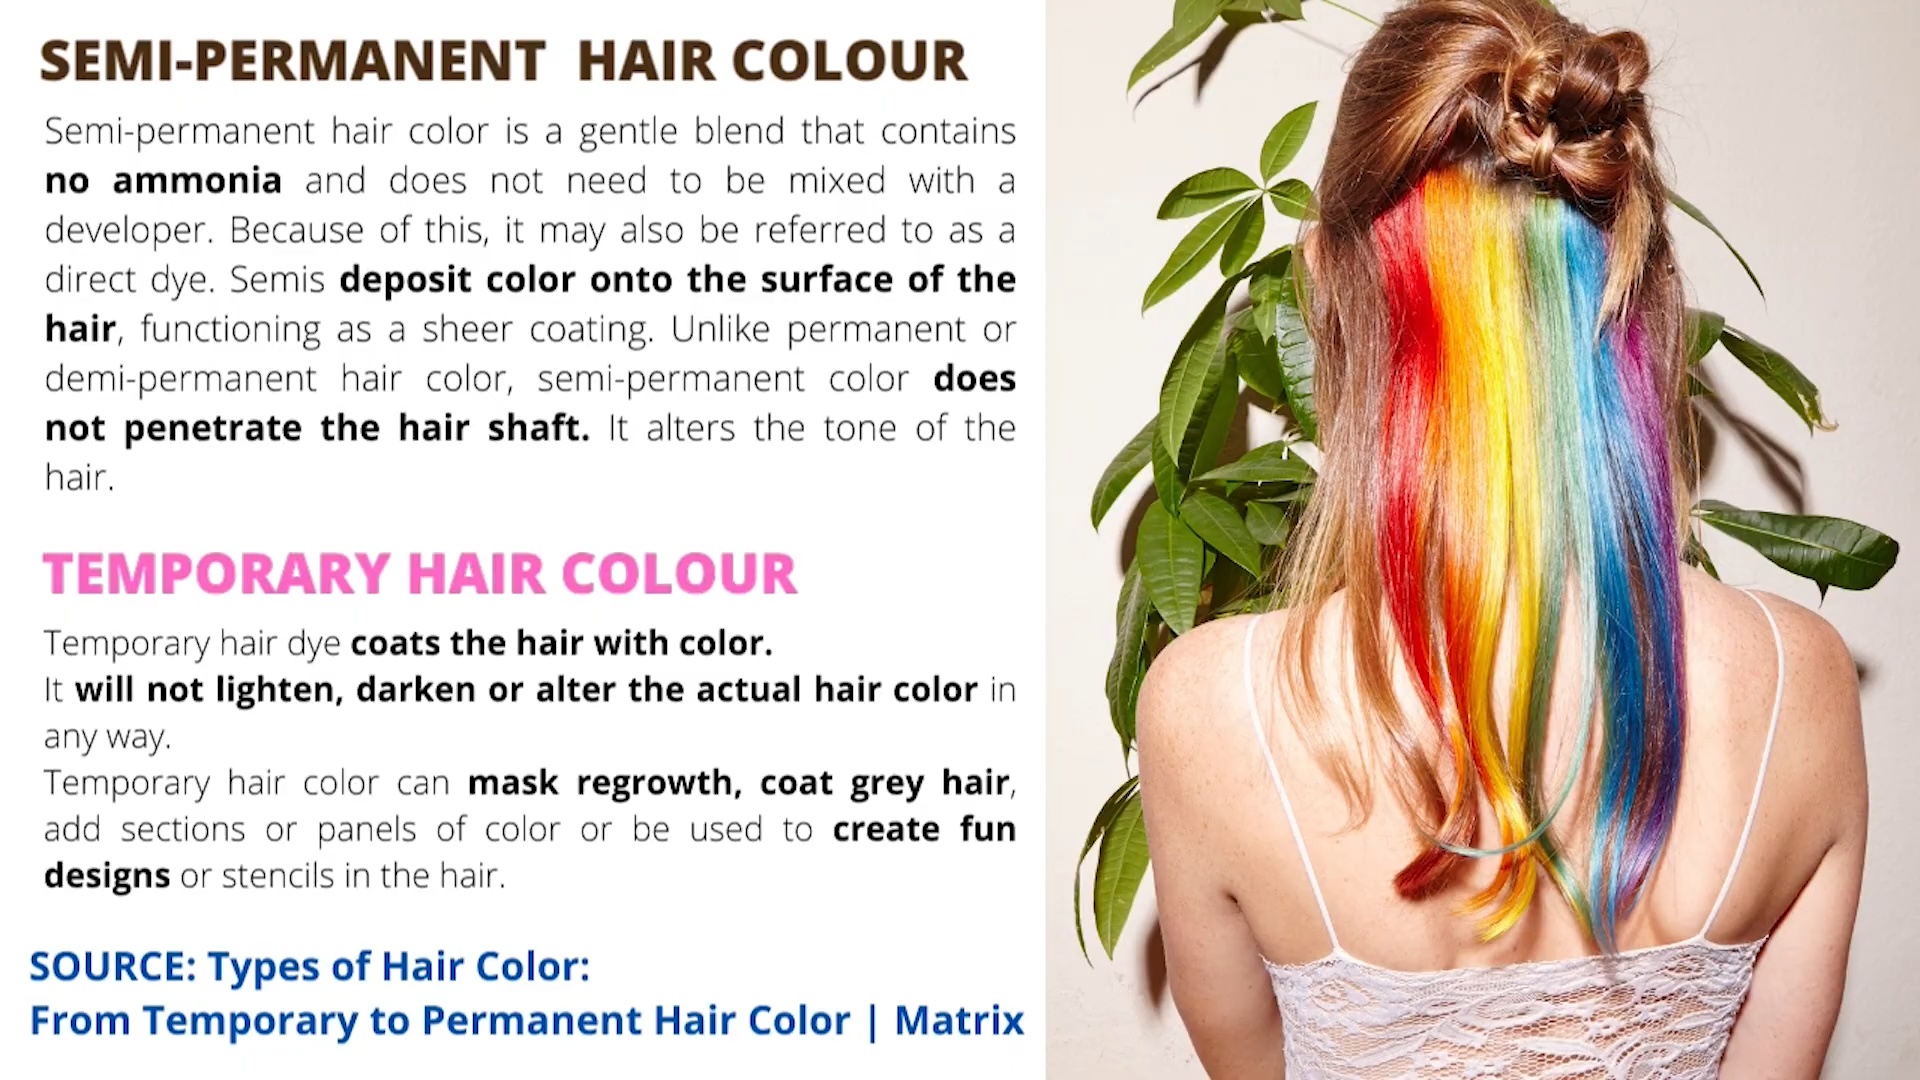 SEMI-PERMANENT HAIR COLOUR
Semi-permanent hair color is a gentle blend that contains
no ammonia and does not need to be mixed with a
developer. Because of this, it may also be referred to as a
direct dye. Semis deposit color onto the surface of the
hair, functioning as a sheer coating. Unlike permanent or
demi-permanent hair color, semi-permanent color does
not penetrate the hair shaft. It alters the tone of the
hair.
TEMPORARY HAIR COLOUR
Temporary hair dye coats the hair with color.
It will not lighten, darken or alter the actual hair color in
any way.
Temporary hair color can mask regrowth, coat grey hair,
add sections or panels of color or be used to create fun
designs or stencils in the hair.
SOURCE: Types of Hair Color:
From Temporary to Permanent Hair Color | Matrix